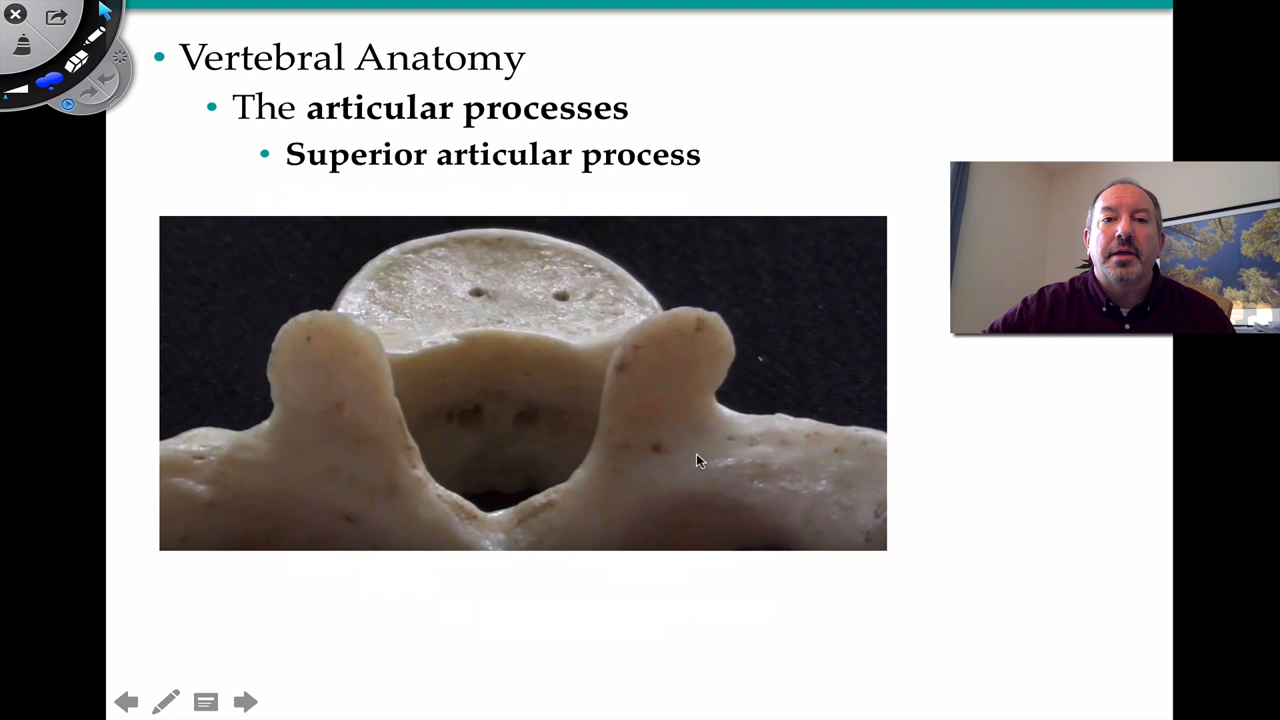 Vertebral Anatomy
The articular processes
Superior articular process